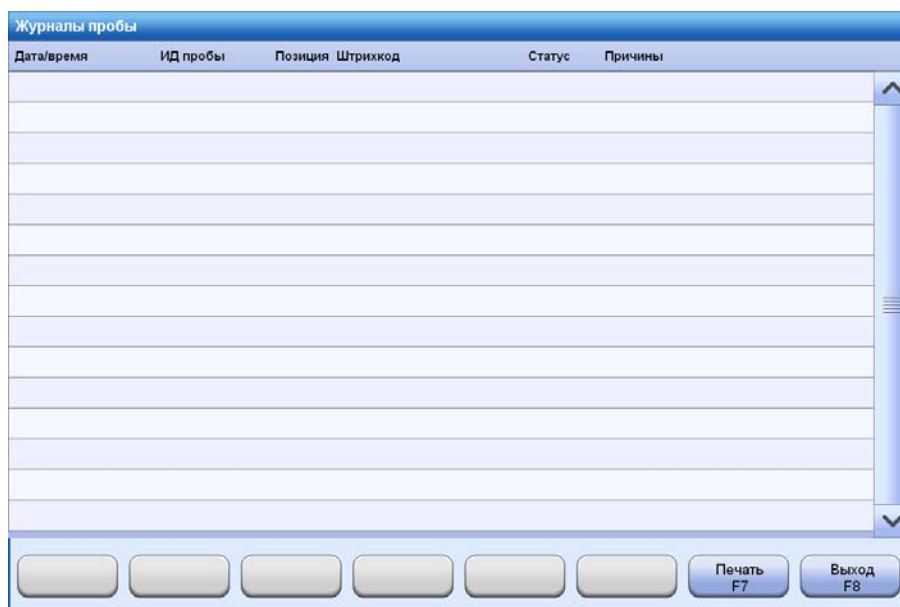 Журналы пробы
Дата/время ИД пробы Позиция Штрихкод Статус Причины
Печать
F7
Выход
F8